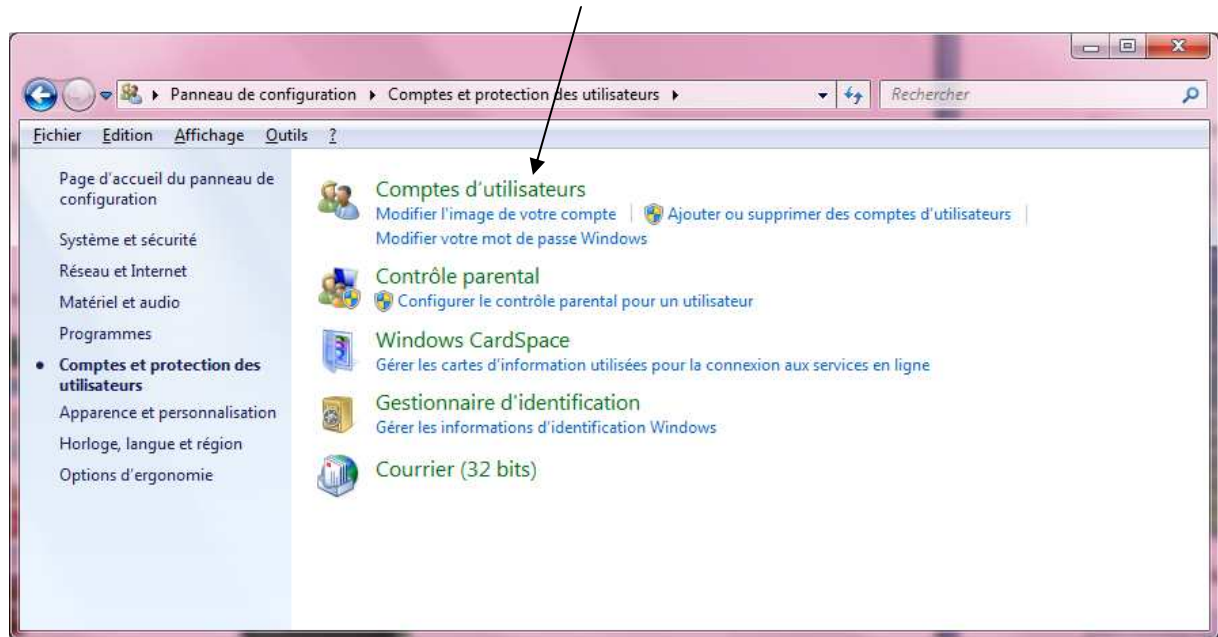 Panneau de configuration Comptes et protection des utilisateurs Rechercher
Fichier Edition Affichage Outils ?
Page d'accueil du panneau de
configuration
Système et sécurité
Réseau et Internet
Matériel et audio
Programmes
Comptes et protection des
utilisateurs
Apparence et personnalisation
Horloge, langue et région
Options d'ergonomie
Comptes d'utilisateurs
Modifier l'image de votre compte Ajouter ou supprimer des comptes d'utilisateurs
Modifier votre mot de passe Windows
Contrôle parental
Configurer le contrôle parental pour un utilisateur
Windows CardSpace
Gérer les cartes d'information utilisées pour la connexion aux services en ligne
Gestionnaire d'identification
Gérer les informations d'identification Windows
Courrier (32 bits)